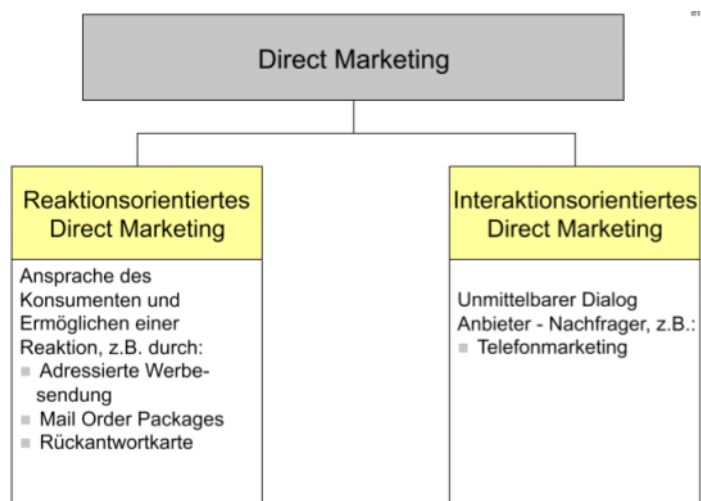 Direct Marketing
Reaktionsorientiertes
Direct Marketing
Ansprache des
Konsumenten und
Ermöglichen einer
Reaktion, z.B. durch:
Adressierte Werbe-
sendung
Mail Order Packages
Rückantwortkarte
Interaktionsorientiertes
Direct Marketing
Unmittelbarer Dialog
Anbieter - Nachfrager, z.B.:
Telefonmarketing